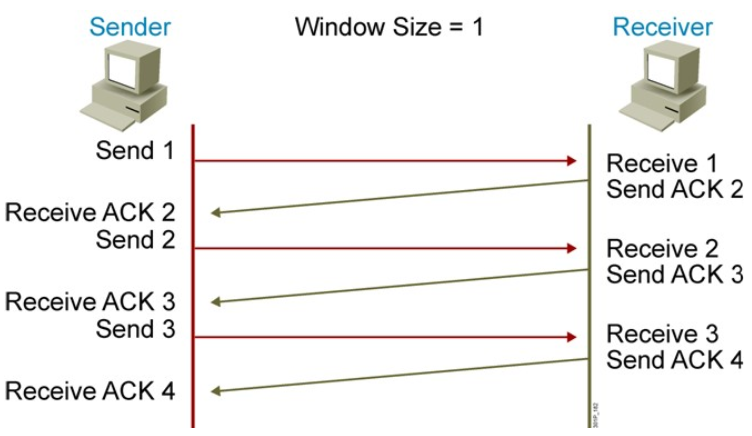 Sender Window Size = 1 Receiver
Send 1
Receive 1
Send ACK 2
Receive ACK 2
Send 2
Receive 2
Send ACK 3
Receive ACK 3
Send 3
Receive 3
Send ACK 4
Receive ACK 4